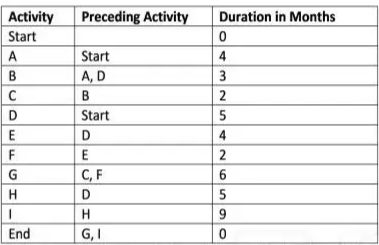 Activity Preceding Activity Duration in Months
Start 0
A Start 4
B A, D 3
C B 2
D Start 5
E D 4
F E 2
G C, F 6
H D 5
I H 9
End G, I 0